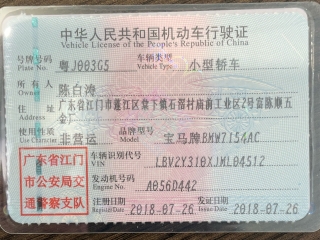 中华人民共和国机动车行驶证
Vehicle License of the People's Republic of China
号牌号码 粤J003G5 车辆类型 小型轿车
Plate No. Vehicle Type
所有人 陈白涛
Owner
广东省江门市蓬江区棠下镇石滘村庙前工业区2号富陈顺五
金厂
使用性质 非营运 品牌型号 宝马牌BMW7154AC
Use Character Model
广东省江门
市公安局交
通警察支队
车辆识别代号 LBV2Y310XJML04512
VIN
发动机号码 A056D442
Engine No.
注册日期 2018-07-26 发证日期 2018-07-26
Register Date Issue Date